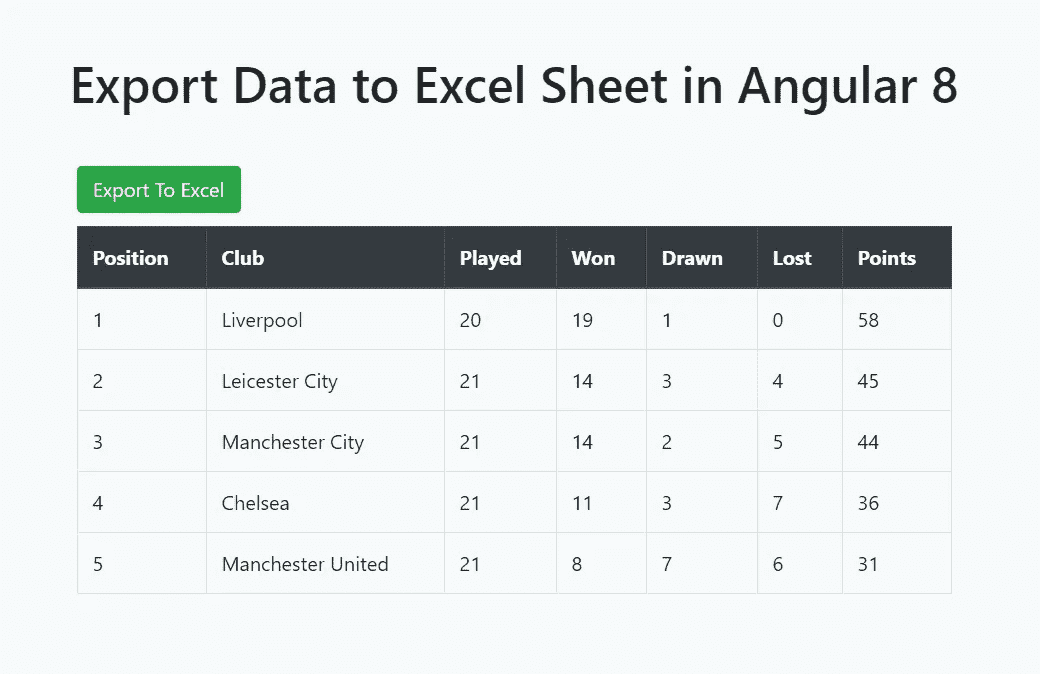 Export Data to Excel Sheet in Angular 8
Export To Excel
Position Club Played Won Drawn Lost Points
1 Liverpool 20 19 1 0 58
2 Leicester City 21 14 3 4 45
3 Manchester City 21 14 2 5 44
4 Chelsea 21 11 3 7 36
5 Manchester United 21 8 7 6 31